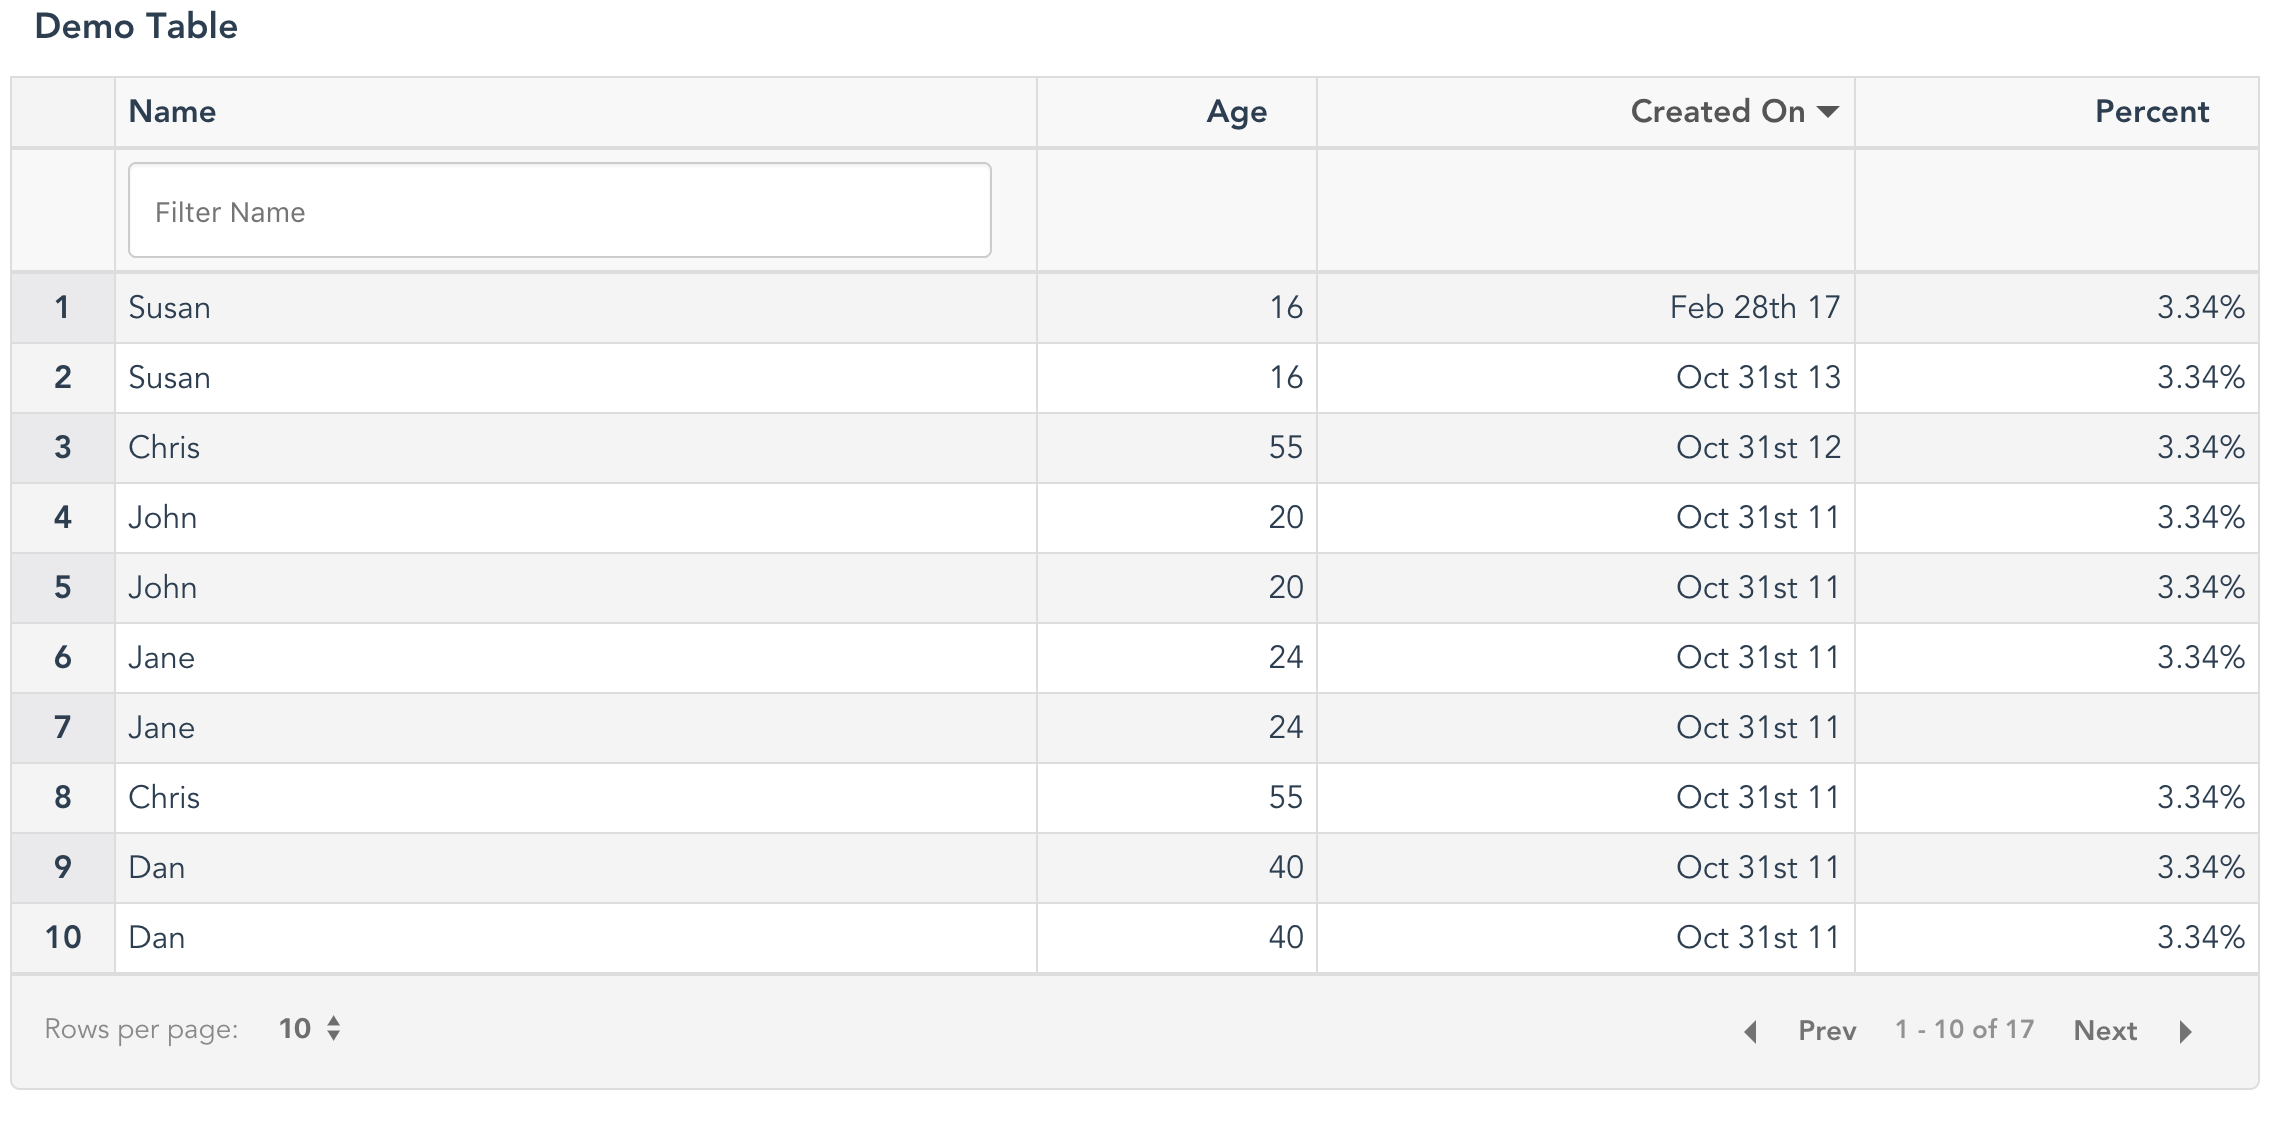 Demo Table
Name Age Created On Percent
Filter Name
1 Susan 16 Feb 28th 17 3.34%
2 Susan 16 Oct 31st 13 3.34%
3 Chris 55 Oct 31st 12 3.34%
4 John 20 Oct 31st 11 3.34%
5 John 20 Oct 31st 11 3.34%
6 Jane 24 Oct 31st 11 3.34%
7 Jane 24 Oct 31st 11
8 Chris 55 Oct 31st 11 3.34%
9 Dan 40 Oct 31st 11 3.34%
10 Dan 40 Oct 31st 11 3.34%
Rows per page: 10 Prev 1 - 10 of 17 Next